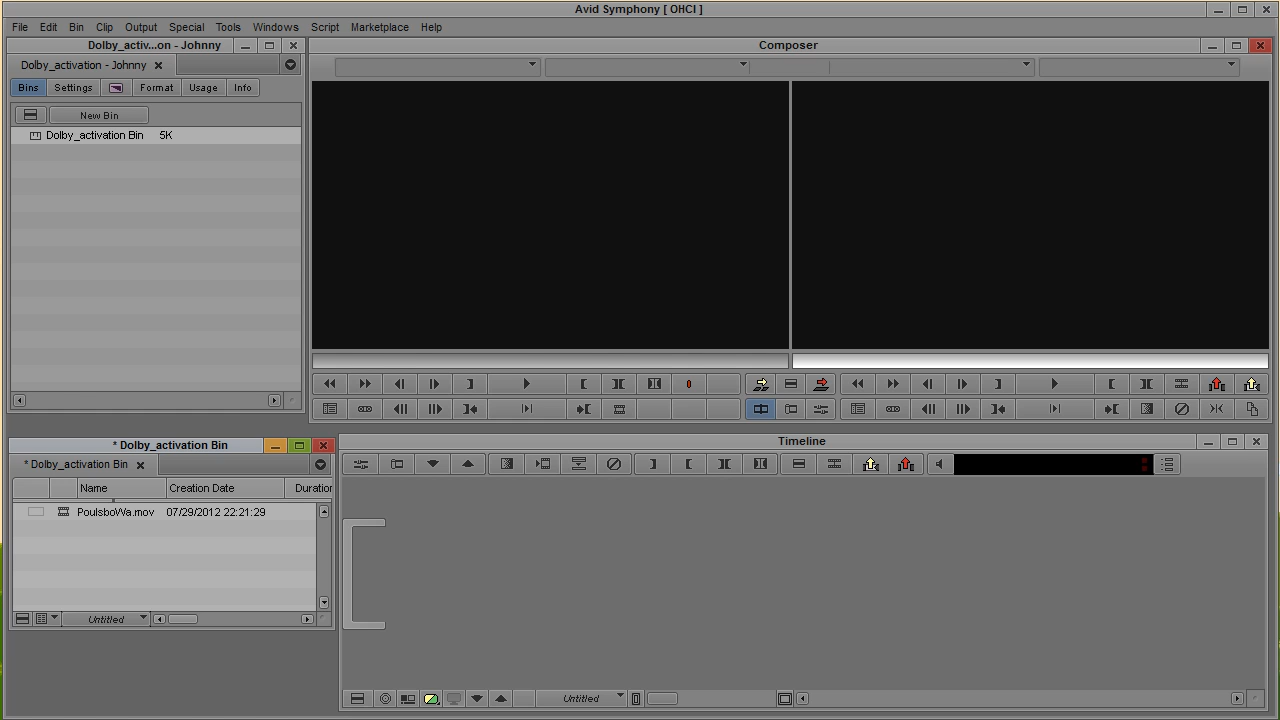 Avid Symphony [ OHCI ]
File Edit Bin Clip Output Special Tools Windows Script Marketplace Help
Dolby_activ...on - Johnny
Composer
Dolby_activation - Johnny
Bins Settings Format Usage Info
New Bin
Dolby_activation Bin 5K
* Dolby_activation Bin
Timeline
* Dolby_activation Bin
Name Creation Date Duration
PoulsboWa.mov 07/29/2012 22:21:29
Untitled
Untitled